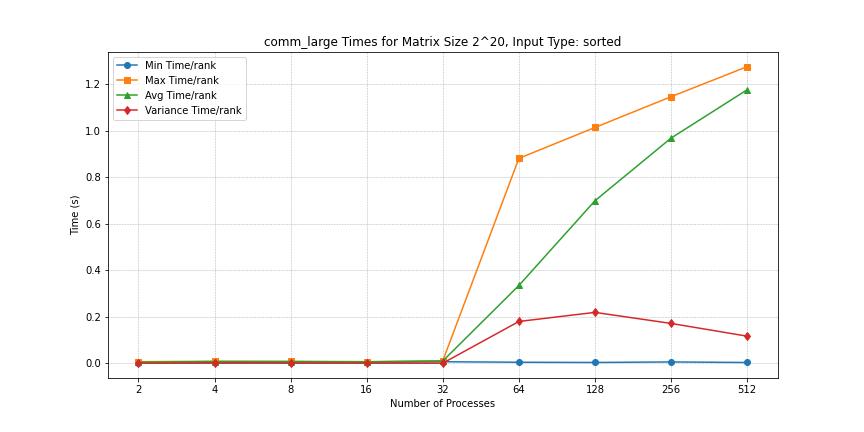 comm_large Times for Matrix Size 2^20, Input Type: sorted
Min Time/rank
Max Time/rank
Avg Time/rank
Variance Time/rank
Time (s)
1.2
1.0
0.8
0.6
0.4
0.2
0.0
2 4 8 16 32 64 128 256 512
Number of Processes